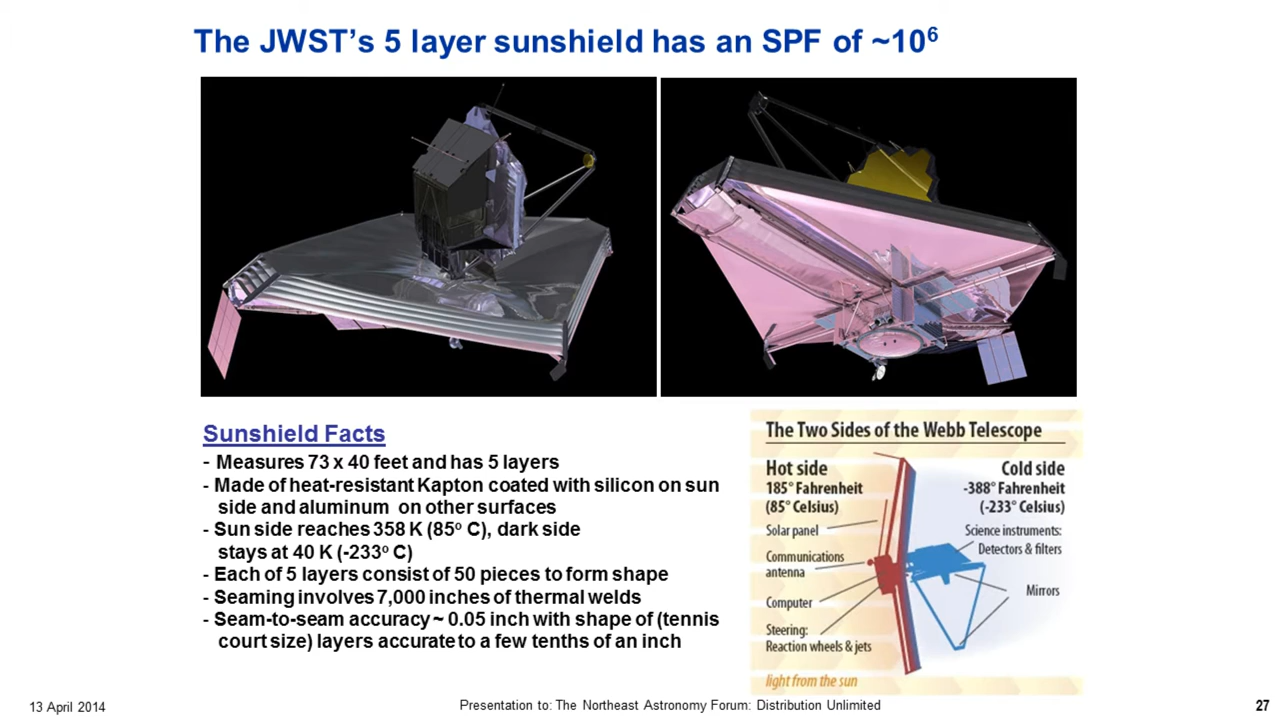 The JWST's 5 layer sunshield has an SPF of ~10⁶
Sunshield Facts
- Measures 73 x 40 feet and has 5 layers
- Made of heat-resistant Kapton coated with silicon on sun
side and aluminum on other surfaces
- Sun side reaches 358 K (85° C), dark side
stays at 40 K (-233° C)
- Each of 5 layers consist of 50 pieces to form shape
- Seaming involves 7,000 inches of thermal welds
- Seam-to-seam accuracy ~ 0.05 inch with shape of (tennis
court size) layers accurate to a few tenths of an inch
The Two Sides of the Webb Telescope
Hot side
185° Fahrenheit
(85° Celsius)
Solar panel
Communications
antenna
Computer
Steering:
Reaction wheels & jets
light from the sun
Cold side
-388° Fahrenheit
(-233° Celsius)
Science instruments:
Detectors & filters
Mirrors
13 April 2014
Presentation to: The Northeast Astronomy Forum: Distribution Unlimited
27